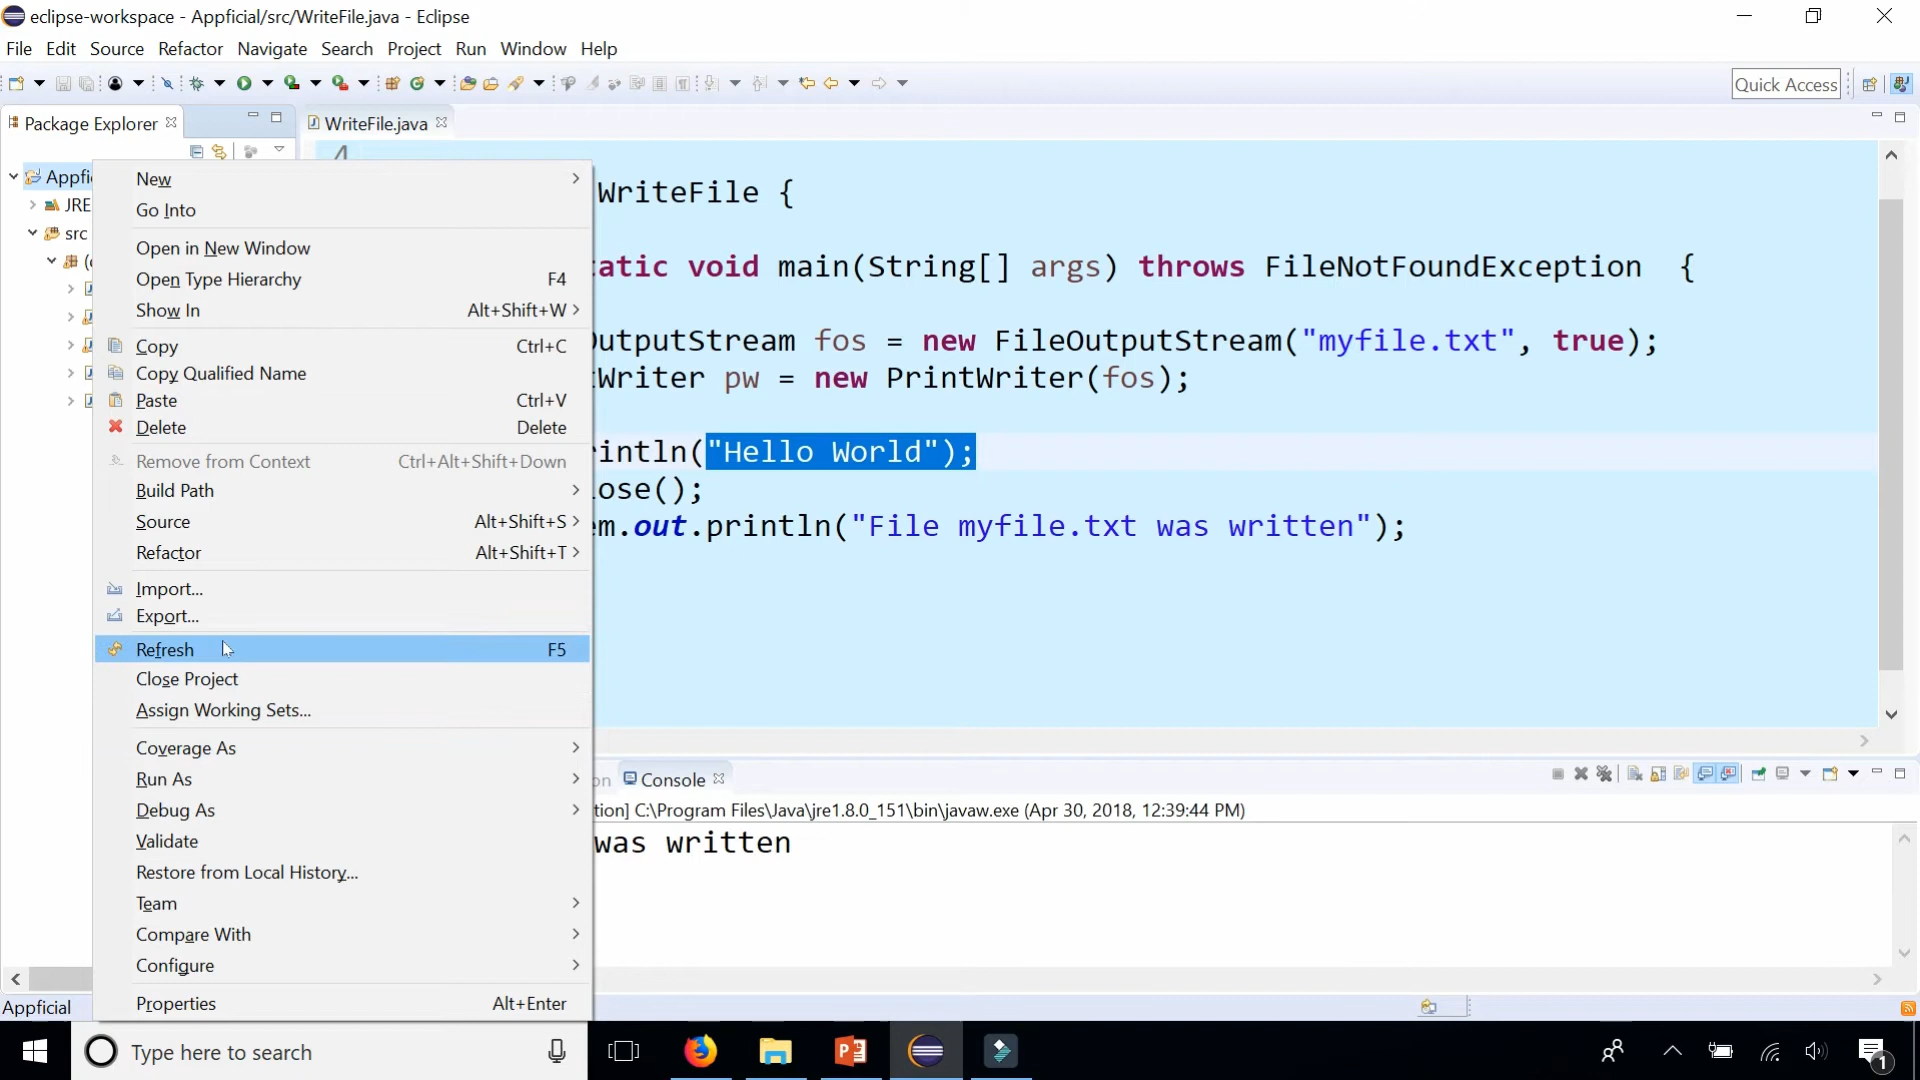 eclipse-workspace - Appficial/src/WriteFile.java - Eclipse
File Edit Source Refactor Navigate Search Project Run Window Help
Quick Access
Package Explorer
WriteFile.java
Appfi
JRE
src
New
Go Into
Open in New Window
Open Type Hierarchy F4
Show In Alt+Shift+W
Copy Ctrl+C
Copy Qualified Name
Paste Ctrl+V
Delete Delete
Remove from Context Ctrl+Alt+Shift+Down
Build Path
Source Alt+Shift+S
Refactor Alt+Shift+T
Import...
Export...
Refresh F5
Close Project
Assign Working Sets...
Coverage As
Run As
Debug As
Validate
Restore from Local History...
Team
Compare With
Configure
Properties Alt+Enter
WriteFile {
atic void main(String[] args) throws FileNotFoundException {
OutputStream fos = new FileOutputStream("myfile.txt", true);
tWriter pw = new PrintWriter(fos);
rintln("Hello World");
lose();
em.out.println("File myfile.txt was written");
on
Console
tion] C:\Program Files\Java\jre1.8.0_151\bin\javaw.exe (Apr 30, 2018, 12:39:44 PM)
was written
Appficial
Type here to search
1